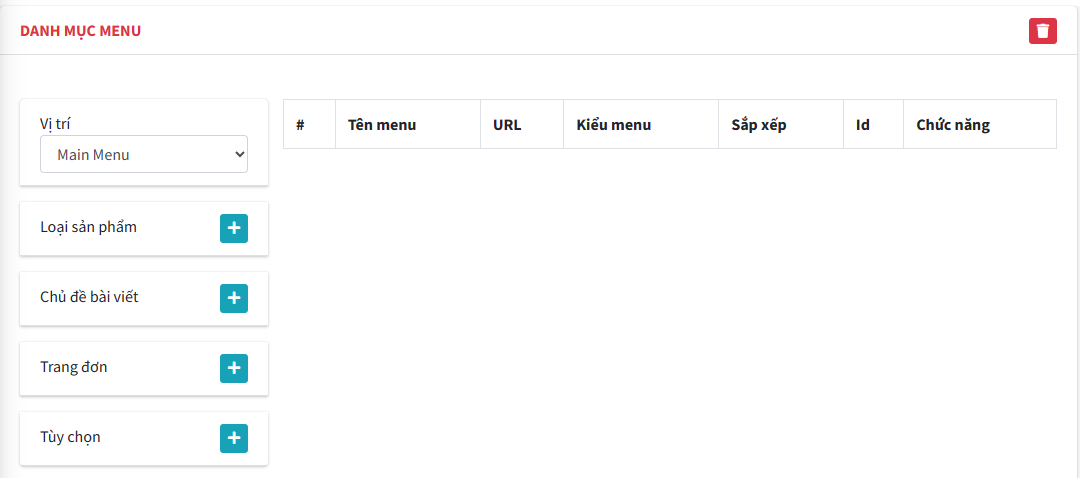 DANH MỤC MENU
Vị trí
Main Menu
Loại sản phẩm
Chủ đề bài viết
Trang đơn
Tùy chọn
# Tên menu URL Kiểu menu Sắp xếp Id Chức năng